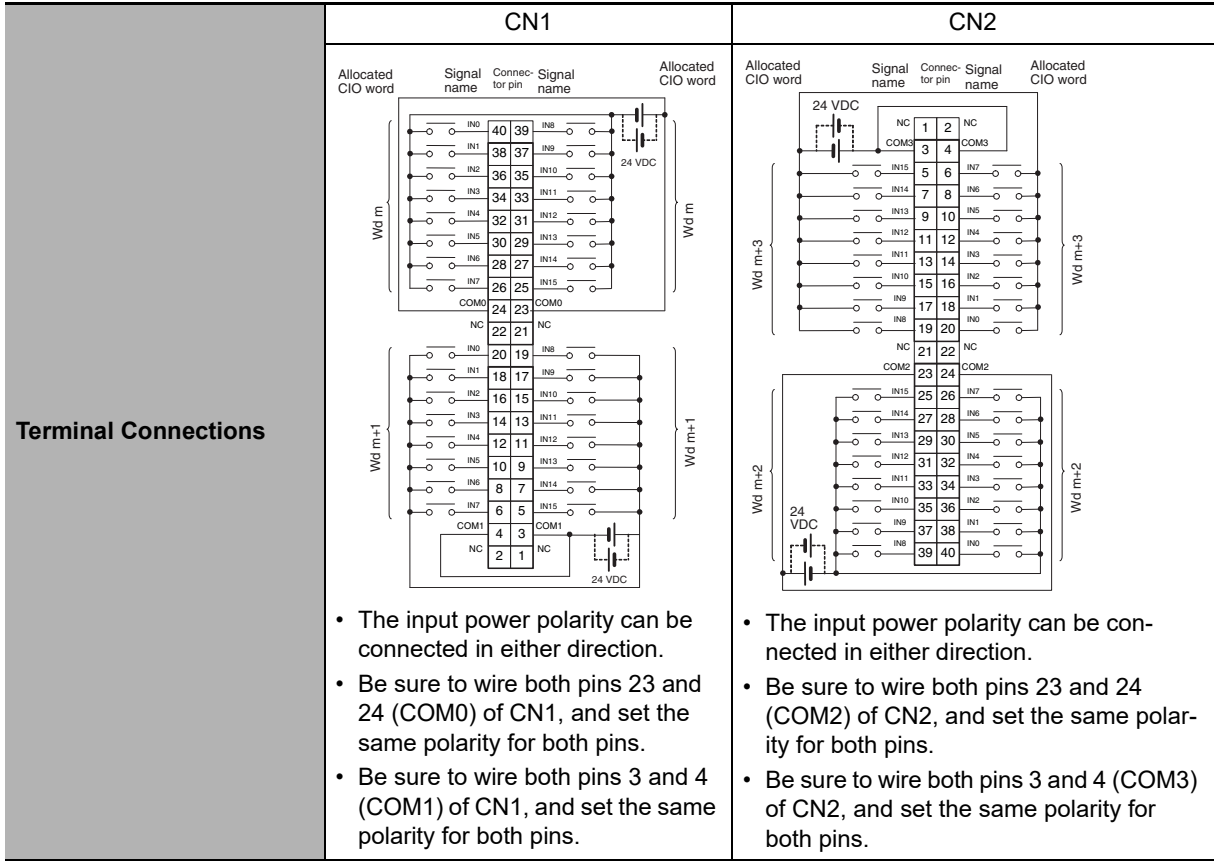 CN1
CN2
Terminal Connections
Allocated
CIO word
Signal
name
Connec-
tor pin
Signal
name
Allocated
CIO word
IN0 40 39 IN8
IN1 38 37 IN9
24 VDC
IN2 36 35 IN10
IN3 34 33 IN11
Wd m
IN4 32 31 IN12
Wd m
IN5 30 29 IN13
IN6 28 27 IN14
IN7 26 25 IN15
COM0 24 23 COM0
NC 22 21 NC
IN0 20 19 IN8
IN1 18 17 IN9
IN2 16 15 IN10
IN3 14 13 IN11
Wd m+1
IN4 12 11 IN12
Wd m+1
IN5 10 9 IN13
IN6 8 7 IN14
IN7 6 5 IN15
COM1 4 3 COM1
NC 2 1 NC
24 VDC
• The input power polarity can be
connected in either direction.
• Be sure to wire both pins 23 and
24 (COM0) of CN1, and set the
same polarity for both pins.
• Be sure to wire both pins 3 and 4
(COM1) of CN1, and set the same
polarity for both pins.
Allocated
CIO word
Signal
name
Connec-
tor pin
Signal
name
Allocated
CIO word
24 VDC
NC 1 2 NC
COM3 3 4 COM3
IN15 5 6 IN7
IN14 7 8 IN6
IN13 9 10 IN5
IN12 11 12 IN4
Wd m+3
Wd m+3
IN11 13 14 IN3
IN10 15 16 IN2
IN9 17 18 IN1
IN8 19 20 IN0
NC 21 22 NC
COM2 23 24 COM2
IN15 25 26 IN7
IN14 27 28 IN6
IN13 29 30 IN5
IN12 31 32 IN4
Wd m+2
Wd m+2
IN11 33 34 IN3
IN10 35 36 IN2
24
VDC
IN9 37 38 IN1
IN8 39 40 IN0
• The input power polarity can be con-
nected in either direction.
• Be sure to wire both pins 23 and 24
(COM2) of CN2, and set the same polar-
ity for both pins.
• Be sure to wire both pins 3 and 4 (COM3)
of CN2, and set the same polarity for
both pins.